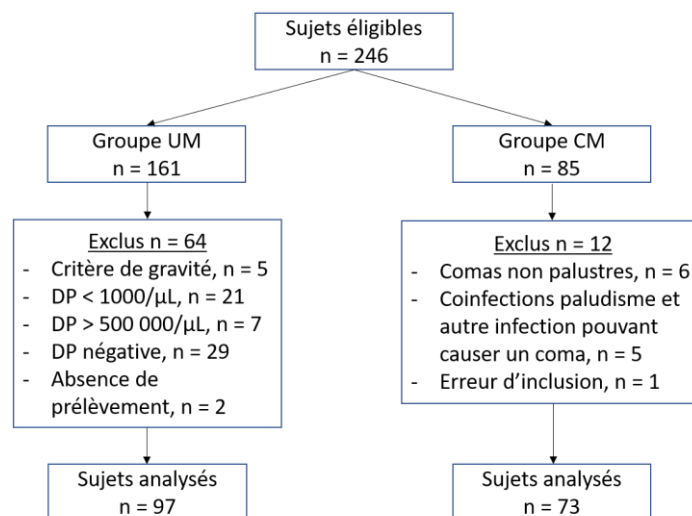 Sujets éligibles
n = 246
Groupe UM
n = 161
Groupe CM
n = 85
Exclus n = 64
- Critère de gravité, n = 5
- DP < 1000/µL, n = 21
- DP > 500 000/µL, n = 7
- DP négative, n = 29
- Absence de
prélèvement, n = 2
Exclus n = 12
- Comas non palustres, n = 6
- Coinfections paludisme et
autre infection pouvant
causer un coma, n = 5
- Erreur d’inclusion, n = 1
Sujets analysés
n = 97
Sujets analysés
n = 73